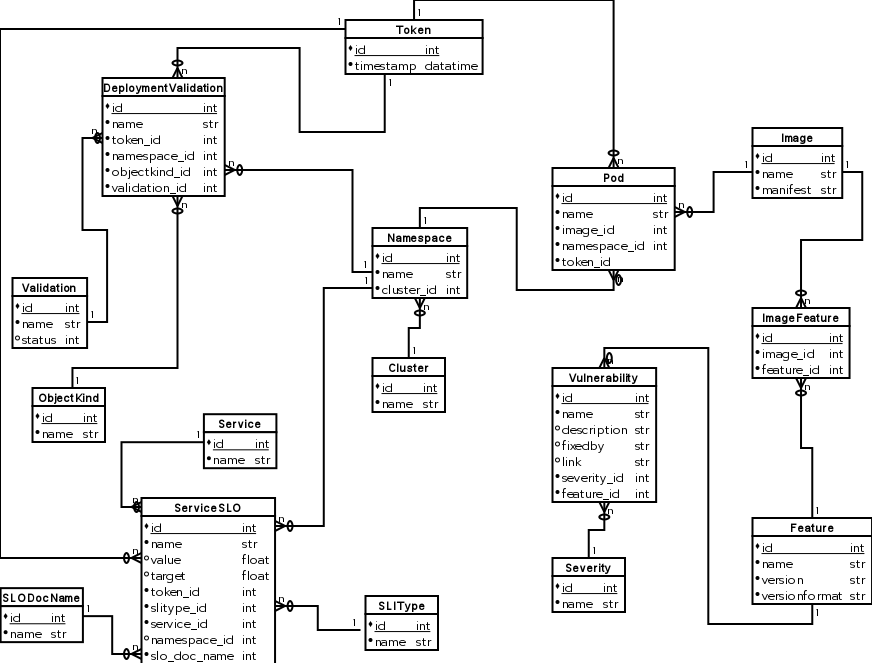 Token
id int
timestamp datatime
DeploymentValidation
id int
name str
token_id int
namespace_id int
objectkind_id int
validation_id int
Image
id int
name str
manifest str
Pod
id int
name str
image_id int
namespace_id int
token_id
Namespace
id int
name str
cluster_id int
Validation
id int
name str
status int
ImageFeature
id int
image_id int
feature_id int
Cluster
id int
name str
Vulnerability
id int
name str
description str
fixedby str
link str
severity_id int
feature_id int
ObjectKind
id int
name str
Service
id int
name str
ServiceSLO
id int
name str
value float
target float
token_id int
slitype_id int
service_id int
namespace_id int
slo_doc_name int
Feature
id int
name str
version str
versionformat str
Severity
id int
name str
SLODocName
id int
name str
SLIType
id int
name str
1
1
1
n
n
n
n
n
n
1
1
n
1
1
1
1
n
n
1
n
1
1
n
1
n
n
1
n
n
n
1
1
1
n
1